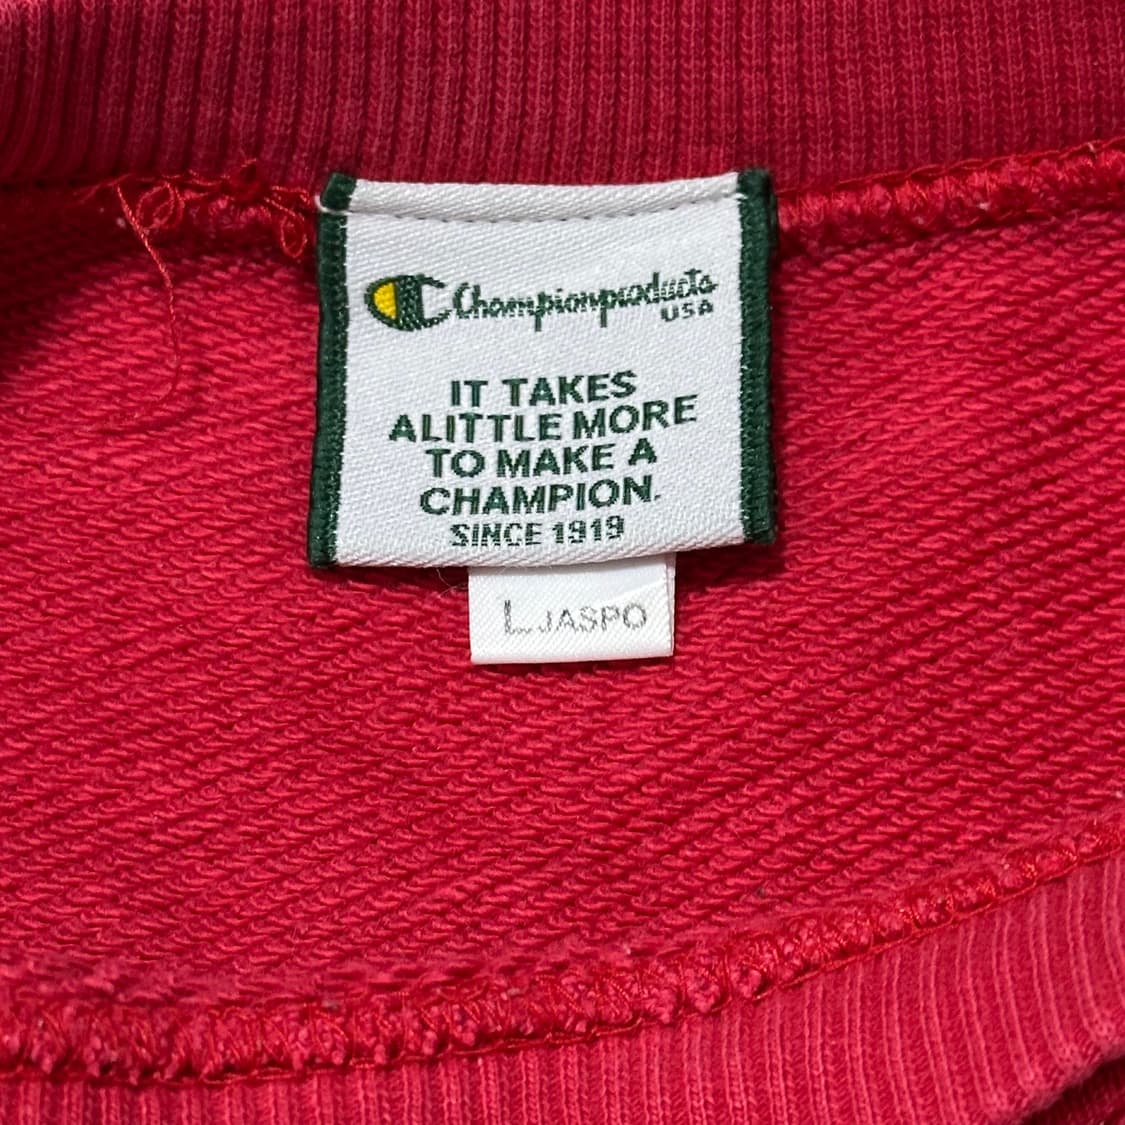 Championproducts
USA
IT TAKES
ALITTLE MORE
TO MAKE A
CHAMPION.
SINCE 1919
L JASPO